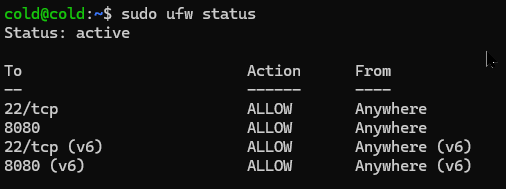 cold@cold:~$ sudo ufw status
Status: active
To                         Action      From
--                         ------      ----
22/tcp                     ALLOW       Anywhere
8080                       ALLOW       Anywhere
22/tcp (v6)                ALLOW       Anywhere (v6)
8080 (v6)                  ALLOW       Anywhere (v6)